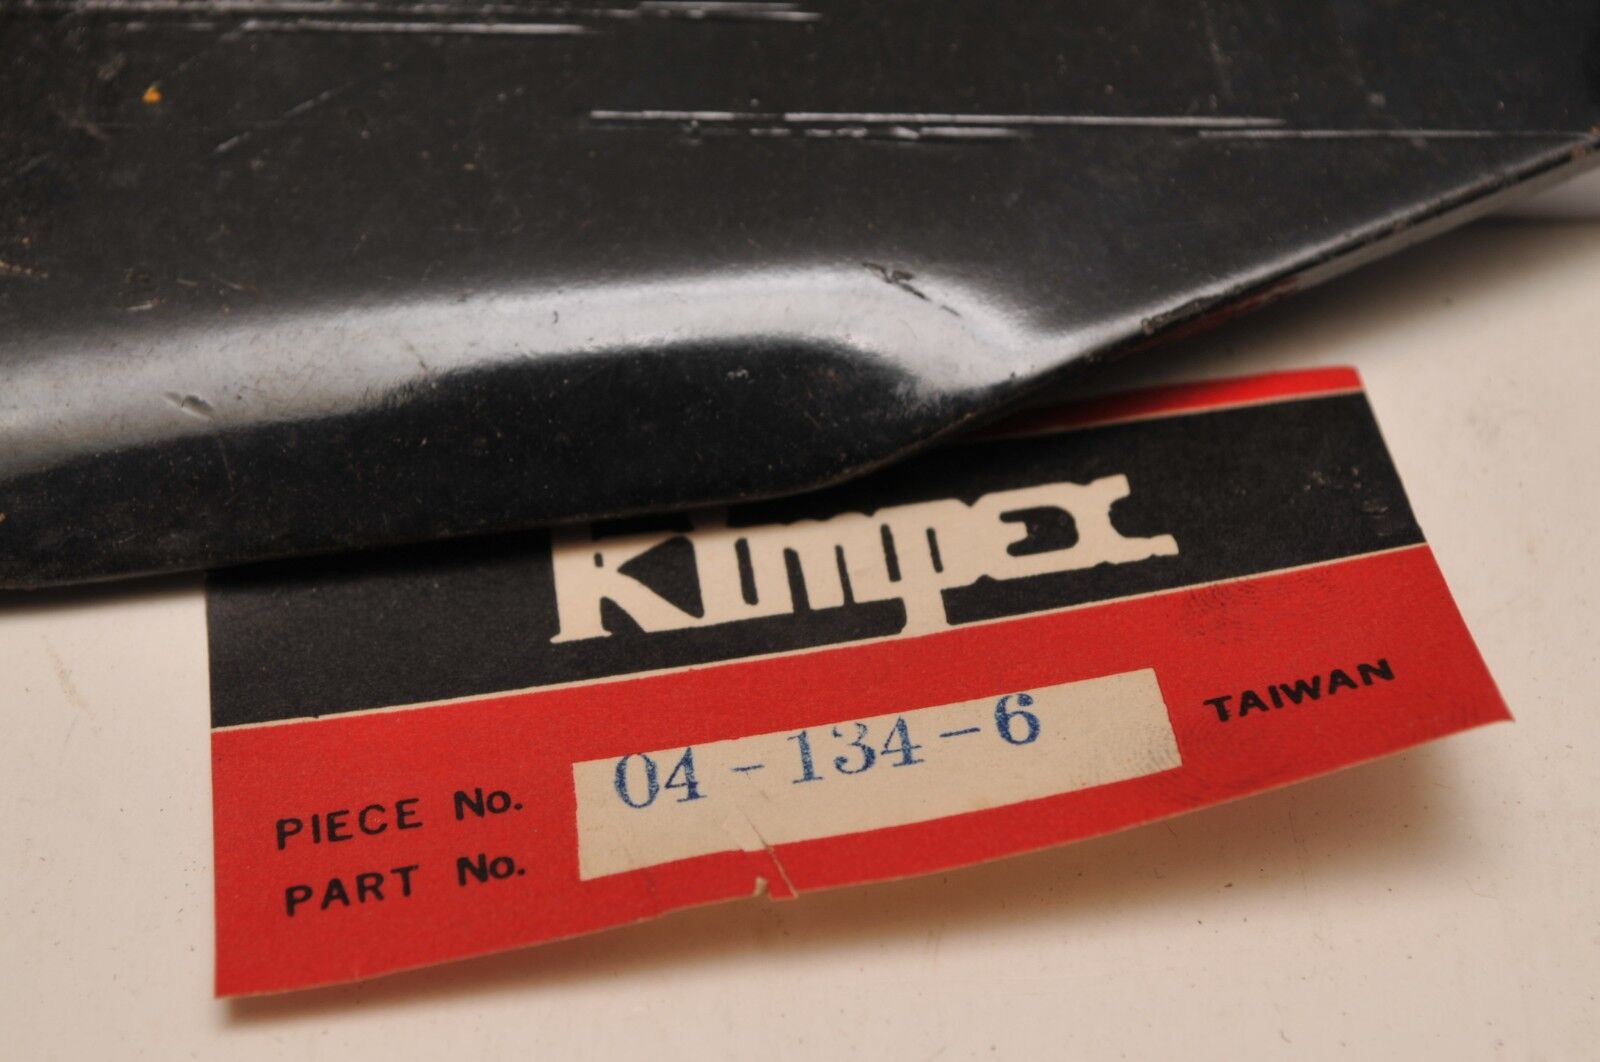 Kimpex
04-134-6
TAIWAN
PIECE No.
PART No.